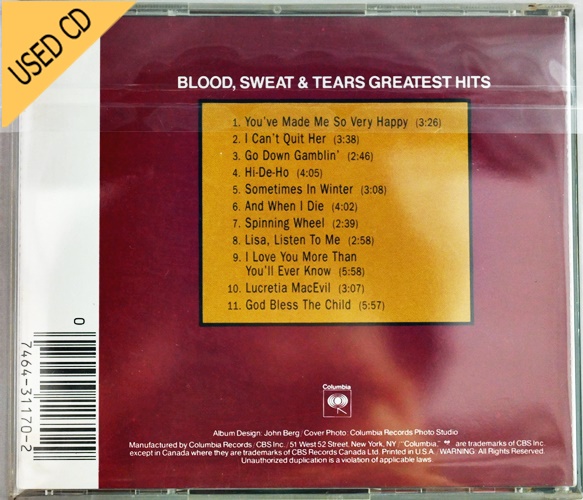 USED CD
BLOOD, SWEAT & TEARS GREATEST HITS
1. You've Made Me So Very Happy (3:26)
2. I Can't Quit Her (3:38)
3. Go Down Gamblin' (2:46)
4. Hi-De-Ho (4:05)
5. Sometimes In Winter (3:08)
6. And When I Die (4:02)
7. Spinning Wheel (2:39)
8. Lisa, Listen To Me (2:58)
9. I Love You More Than
You'll Ever Know (5:58)
10. Lucretia MacEvil (3:07)
11. God Bless The Child (5:57)
0
7464-31170-2
Columbia
Album Design: John Berg / Cover Photo: Columbia Records Photo Studio
Manufactured by Columbia Records / CBS Inc. / 51 West 52 Street, New York, NY / "Columbia," are trademarks of CBS Inc.
except in Canada where they are trademarks of CBS Records Canada Ltd. Printed in U.S.A. / WARNING: All Rights Reserved.
Unauthorized duplication is a violation of applicable laws.